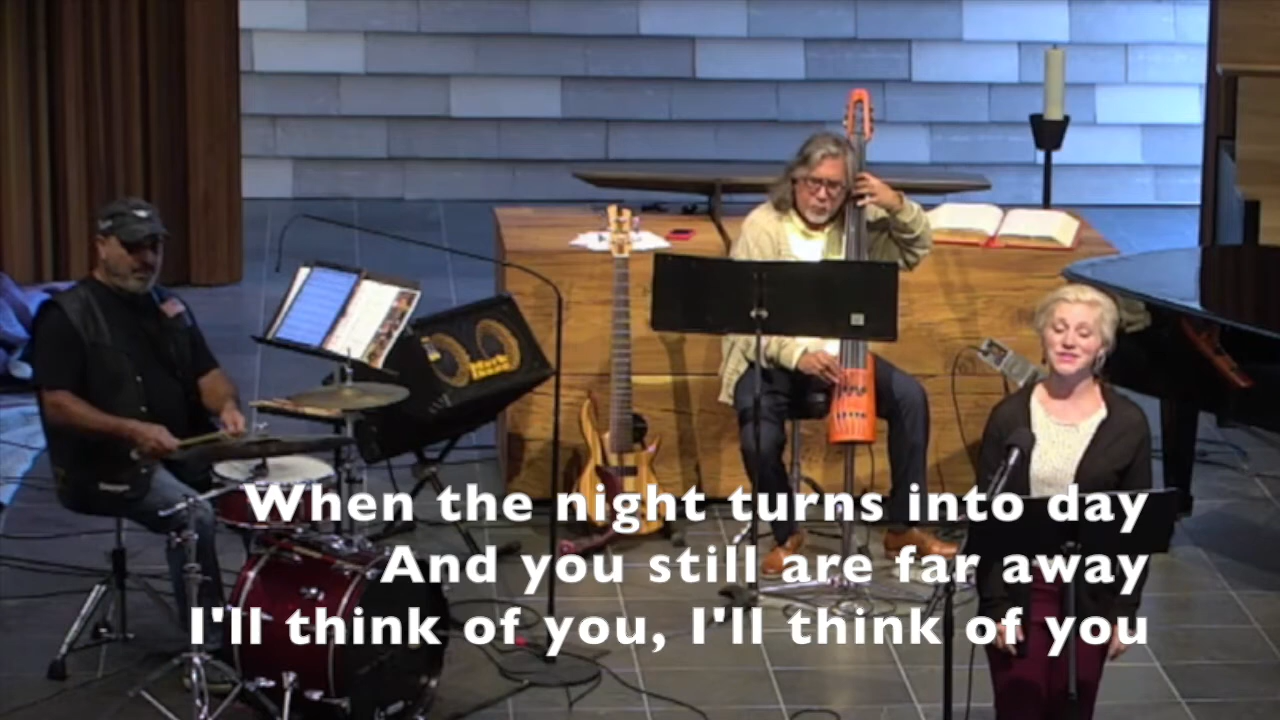 When the night turns into day
And you still are far away
I'll think of you, I'll think of you